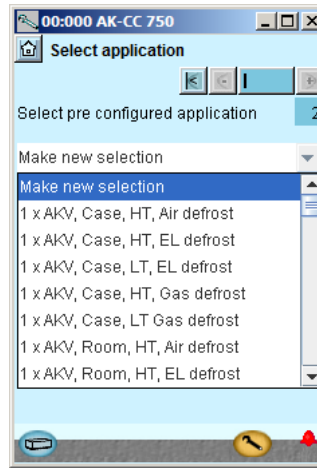 00:000 AK-CC 750
Select application
Select pre configured application 2
Make new selection
Make new selection
1 x AKV, Case, HT, Air defrost
1 x AKV, Case, HT, EL defrost
1 x AKV, Case, LT, EL defrost
1 x AKV, Case, HT, Gas defrost
1 x AKV, Case, LT Gas defrost
1 x AKV, Room, HT, Air defrost
1 x AKV, Room, HT, EL defrost